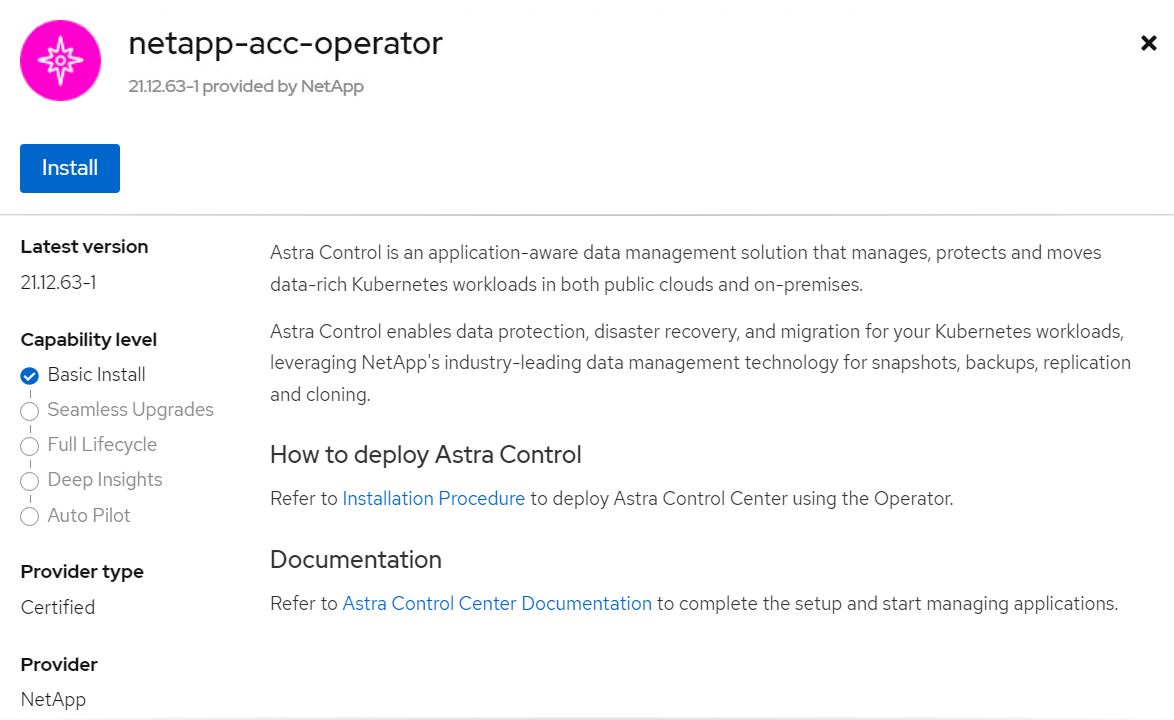 netapp-acc-operator
21.12.63-1 provided by NetApp
Install
Latest version
21.12.63-1
Capability level
Basic Install
Seamless Upgrades
Full Lifecycle
Deep Insights
Auto Pilot
Provider type
Certified
Provider
NetApp
Astra Control is an application-aware data management solution that manages, protects and moves
data-rich Kubernetes workloads in both public clouds and on-premises.
Astra Control enables data protection, disaster recovery, and migration for your Kubernetes workloads,
leveraging NetApp's industry-leading data management technology for snapshots, backups, replication
and cloning.
How to deploy Astra Control
Refer to Installation Procedure to deploy Astra Control Center using the Operator.
Documentation
Refer to Astra Control Center Documentation to complete the setup and start managing applications.